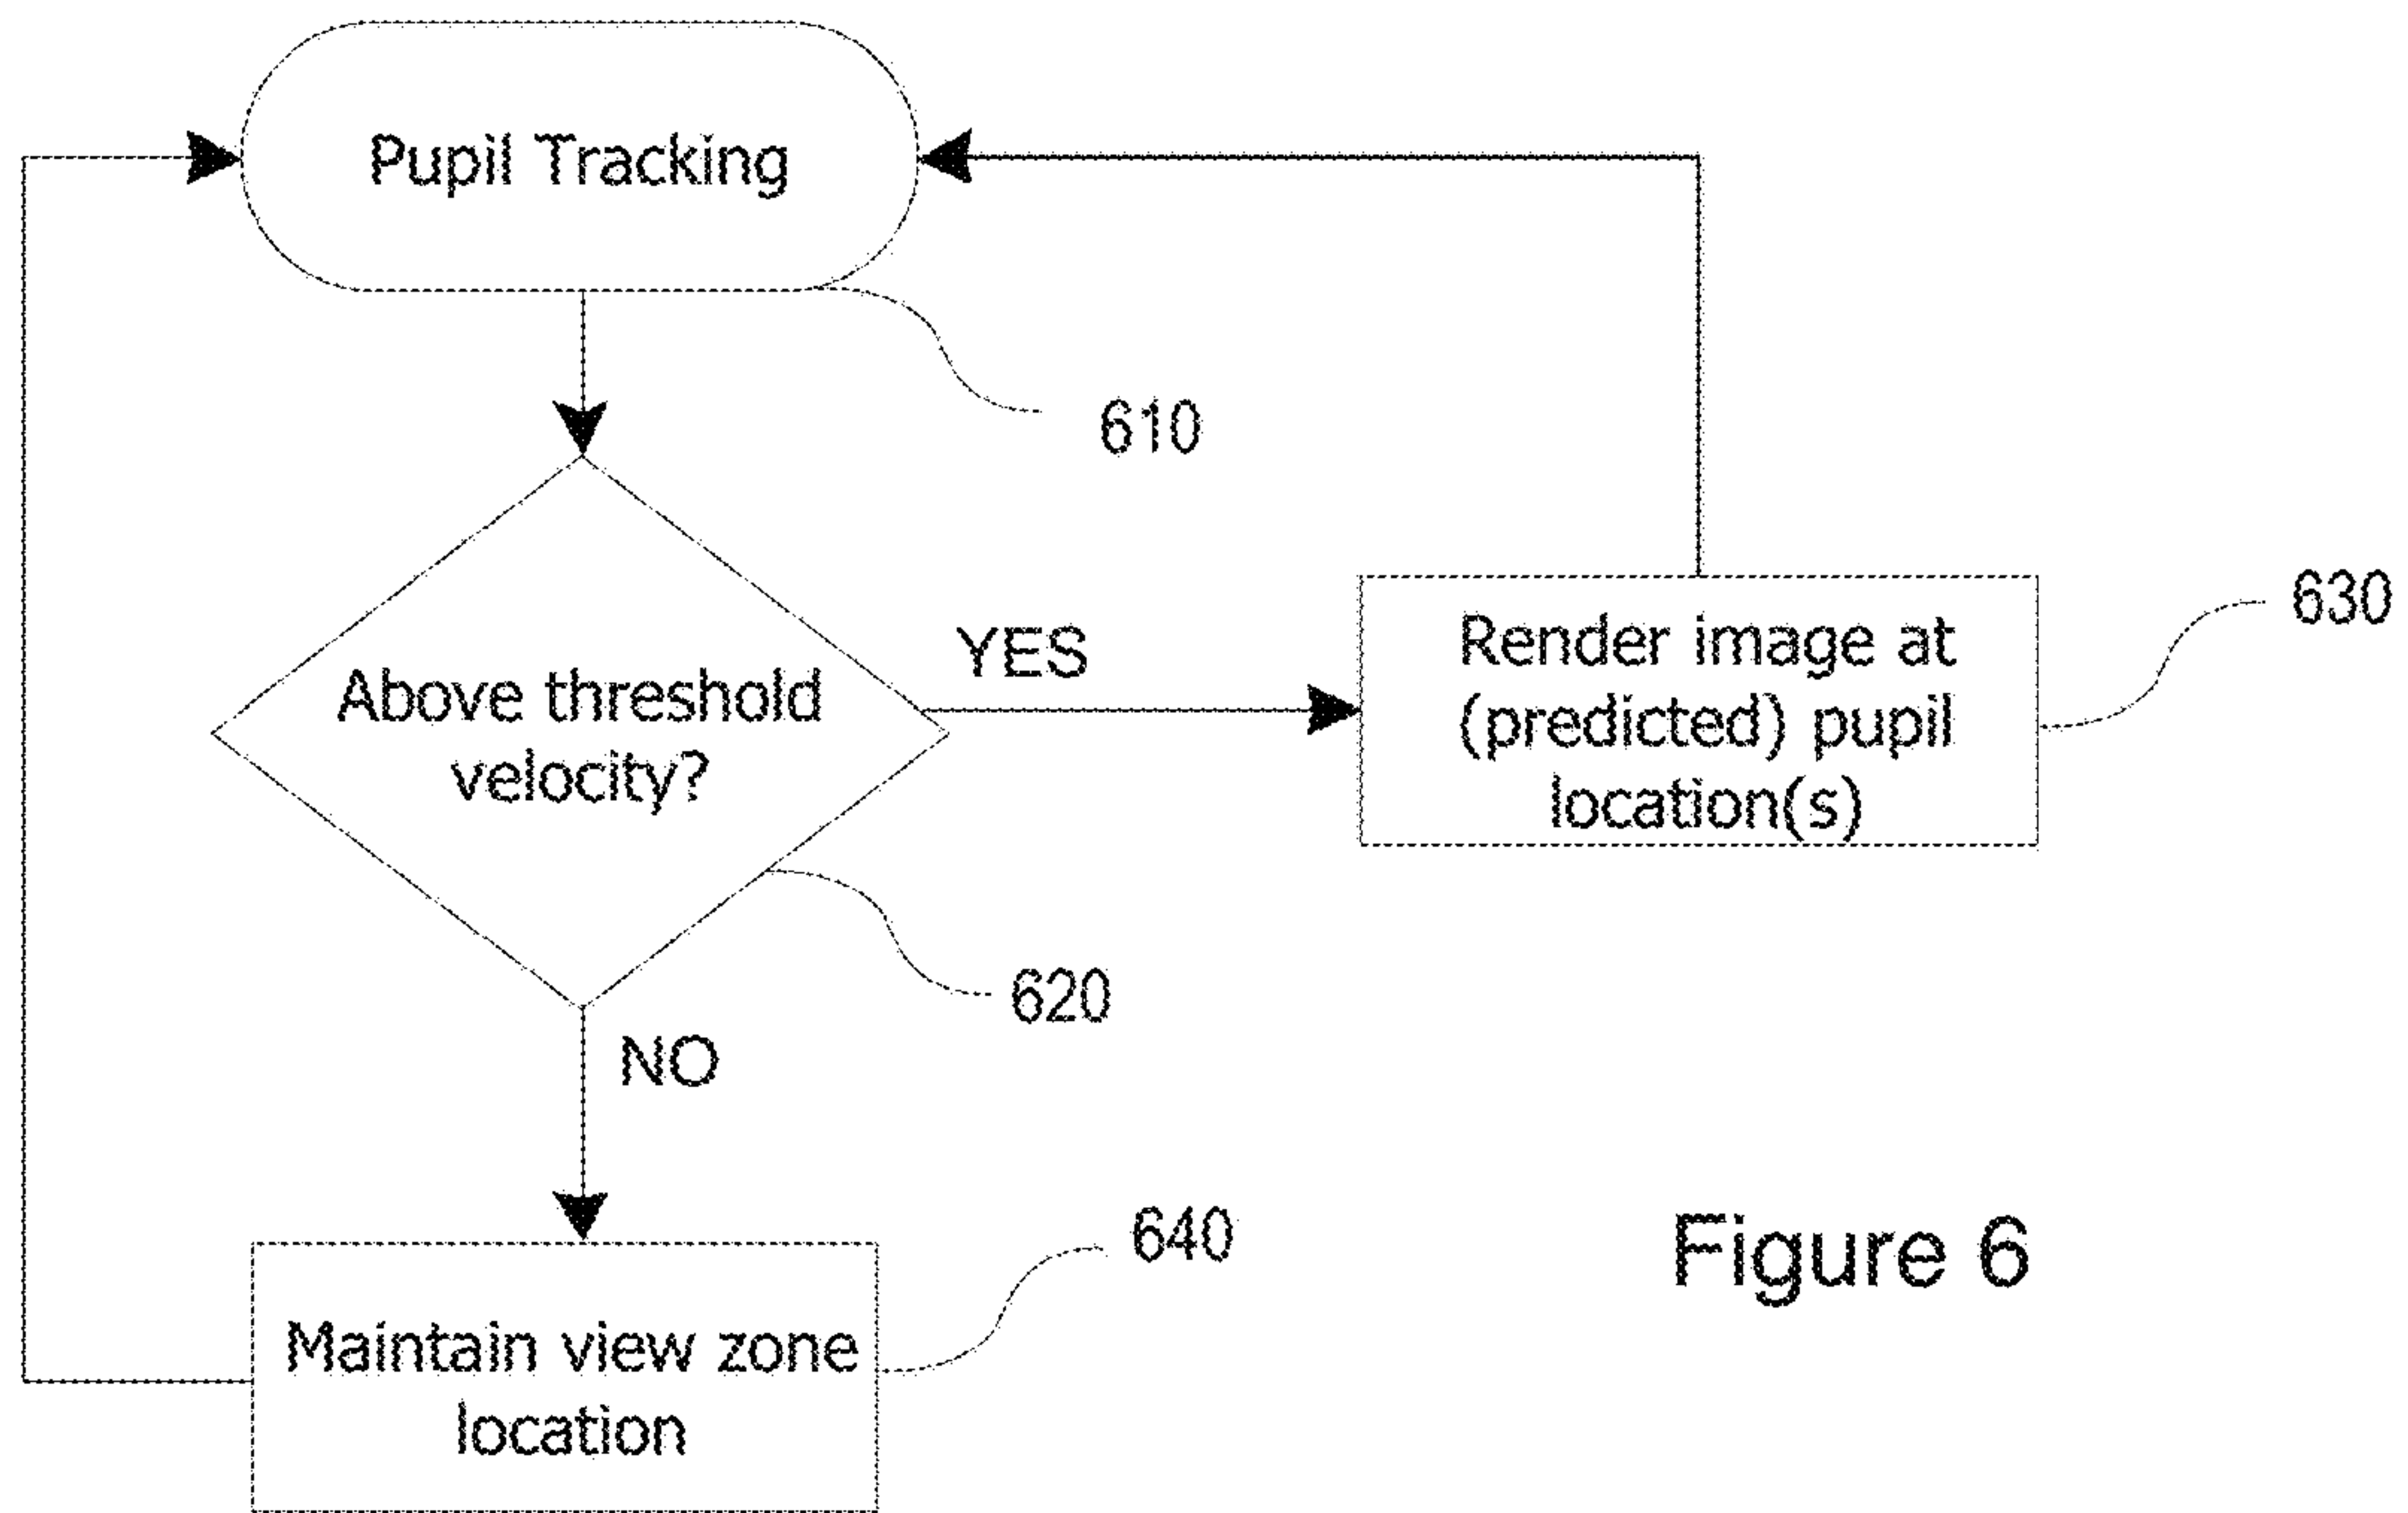 Pupil Tracking
610
Above threshold
velocity?
620
YES
Render image at
(predicted) pupil
location(s)
630
NO
Maintain view zone
location
640
Figure 6